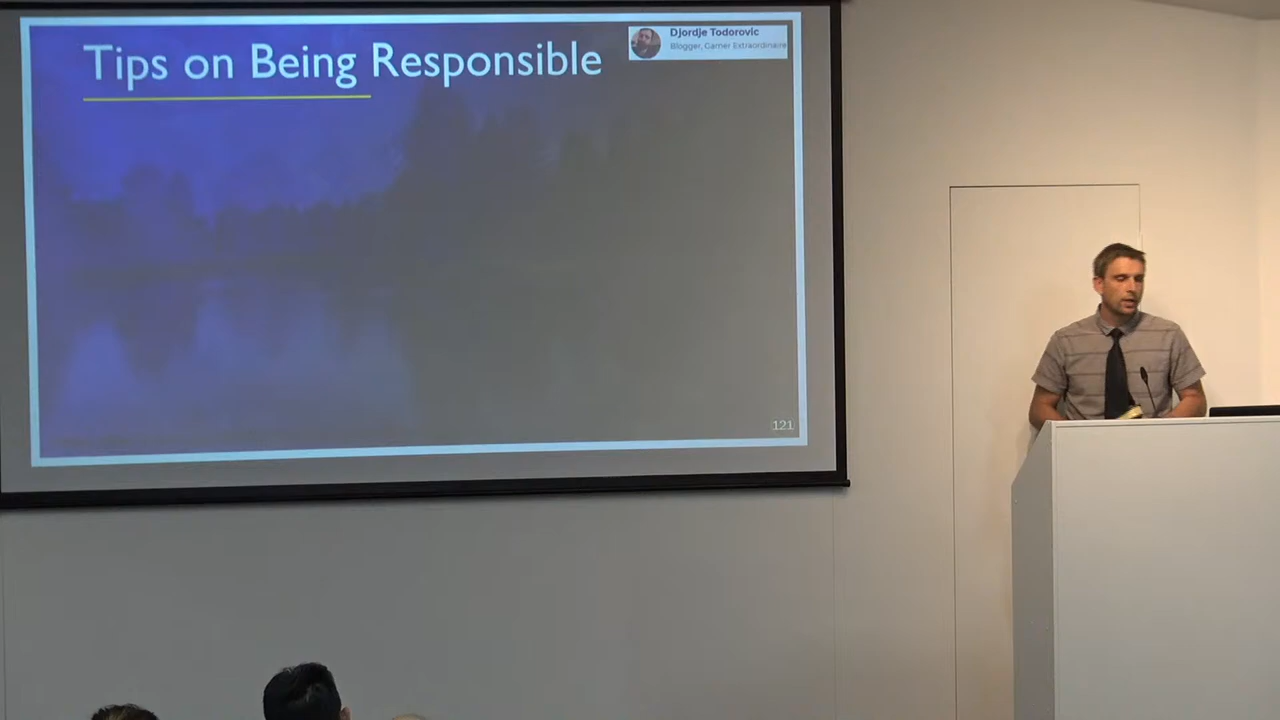 Tips on Being Responsible
Djordje Todorovic
Blogger, Gamer Extraordinaire
121